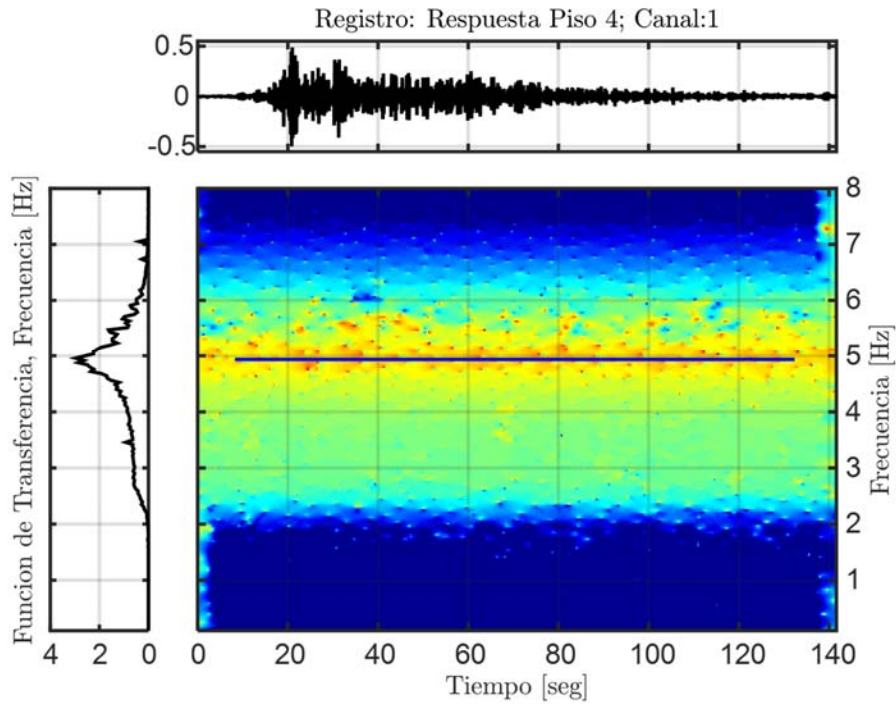 Registro: Respuesta Piso 4; Canal:1
0.5
0
-0.5
Funcion de Transferencia, Frecuencia [Hz]
4 2 0
8
7
6
5
4
3
2
1
Frecuencia [Hz]
0 20 40 60 80 100 120 140
Tiempo [seg]